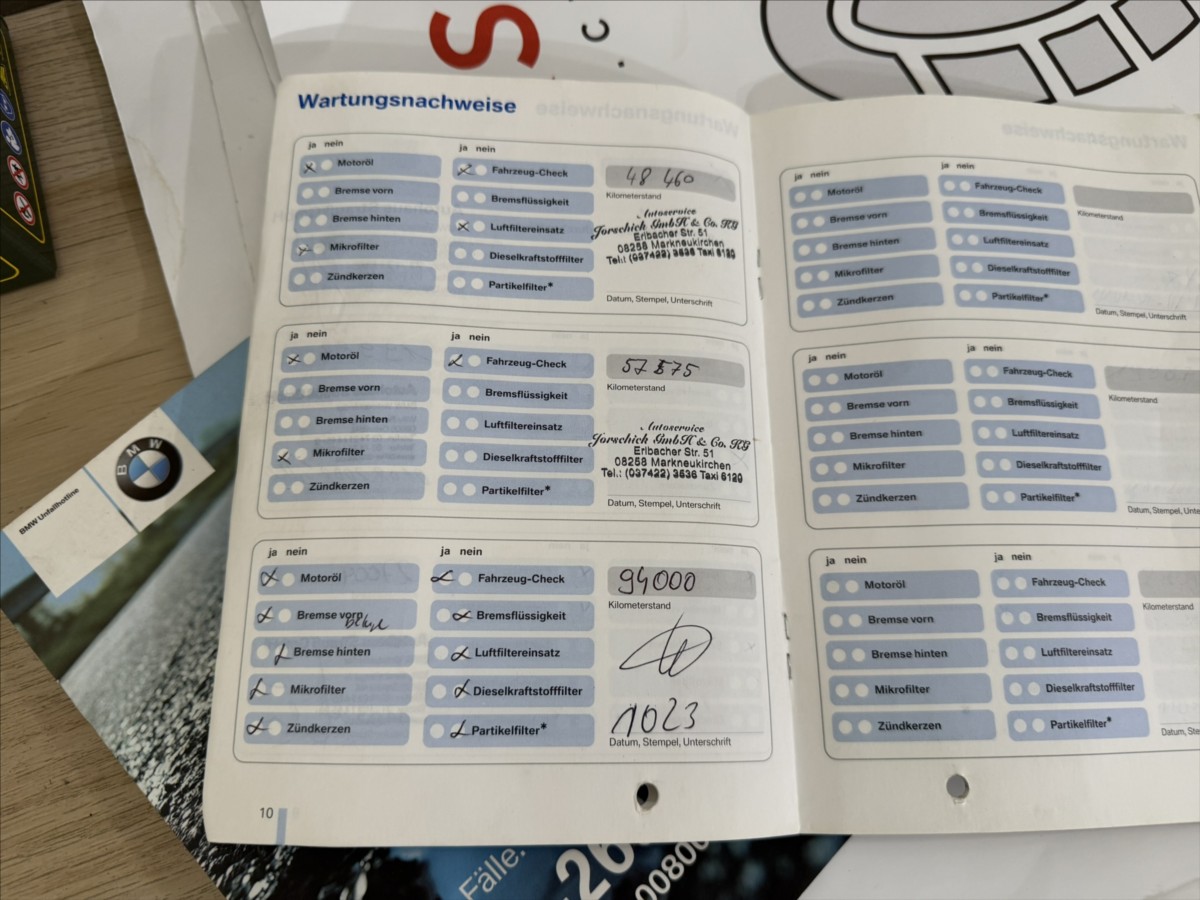 S
C
Wartungsnachweise
ja nein
Motoröl
Bremse vorn
Bremse hinten
Mikrofilter
Zündkerzen
ja nein
Fahrzeug-Check
Bremsflüssigkeit
Luftfiltereinsatz
Dieselkraftstofffilter
Partikelfilter*
48 460
Kilometerstand
Autoservice
Jorschick GmbH & Co. KG
Erlbacher Str. 51
08258 Markneukirchen
Tel.: (037422) 3636 Taxi 6120
Datum, Stempel, Unterschrift
ja nein
Motoröl
Bremse vorn
Bremse hinten
Mikrofilter
Zündkerzen
ja nein
Fahrzeug-Check
Bremsflüssigkeit
Luftfiltereinsatz
Dieselkraftstofffilter
Partikelfilter*
Kilometerstand
Autoservice
Jorschick GmbH & Co. KG
Erlbacher Str. 51
08258 Markneukirchen
Tel.: (037422) 3636 Taxi 6120
Datum, Stempel, Unterschrift
ja nein
Motoröl
Bremse vorn
Bremse hinten
Mikrofilter
Zündkerzen
ja nein
Fahrzeug-Check
Bremsflüssigkeit
Luftfiltereinsatz
Dieselkraftstofffilter
Partikelfilter*
94000
Kilometerstand
1023
Datum, Stempel, Unterschrift
10
ja nein
Motoröl
Bremse vorn
Bremse hinten
Mikrofilter
Zündkerzen
ja nein
Fahrzeug-Check
Bremsflüssigkeit
Luftfiltereinsatz
Dieselkraftstofffilter
Partikelfilter*
Kilometerstand
Datum, Stempel, Unterschrift
ja nein
Motoröl
Bremse vorn
Bremse hinten
Mikrofilter
Zündkerzen
ja nein
Fahrzeug-Check
Bremsflüssigkeit
Luftfiltereinsatz
Dieselkraftstofffilter
Partikelfilter*
Kilometerstand
Datum, Stempel, Unte
ja nein
Motoröl
Bremse vorn
Bremse hinten
Mikrofilter
Zündkerzen
ja nein
Fahrzeug-Check
Bremsflüssigkeit
Luftfiltereinsatz
Dieselkraftstofffilter
Partikelfilter*
Kilometerstand
Datum, Ste
BMW Unfallhotline
BMW
Fälle.
00800